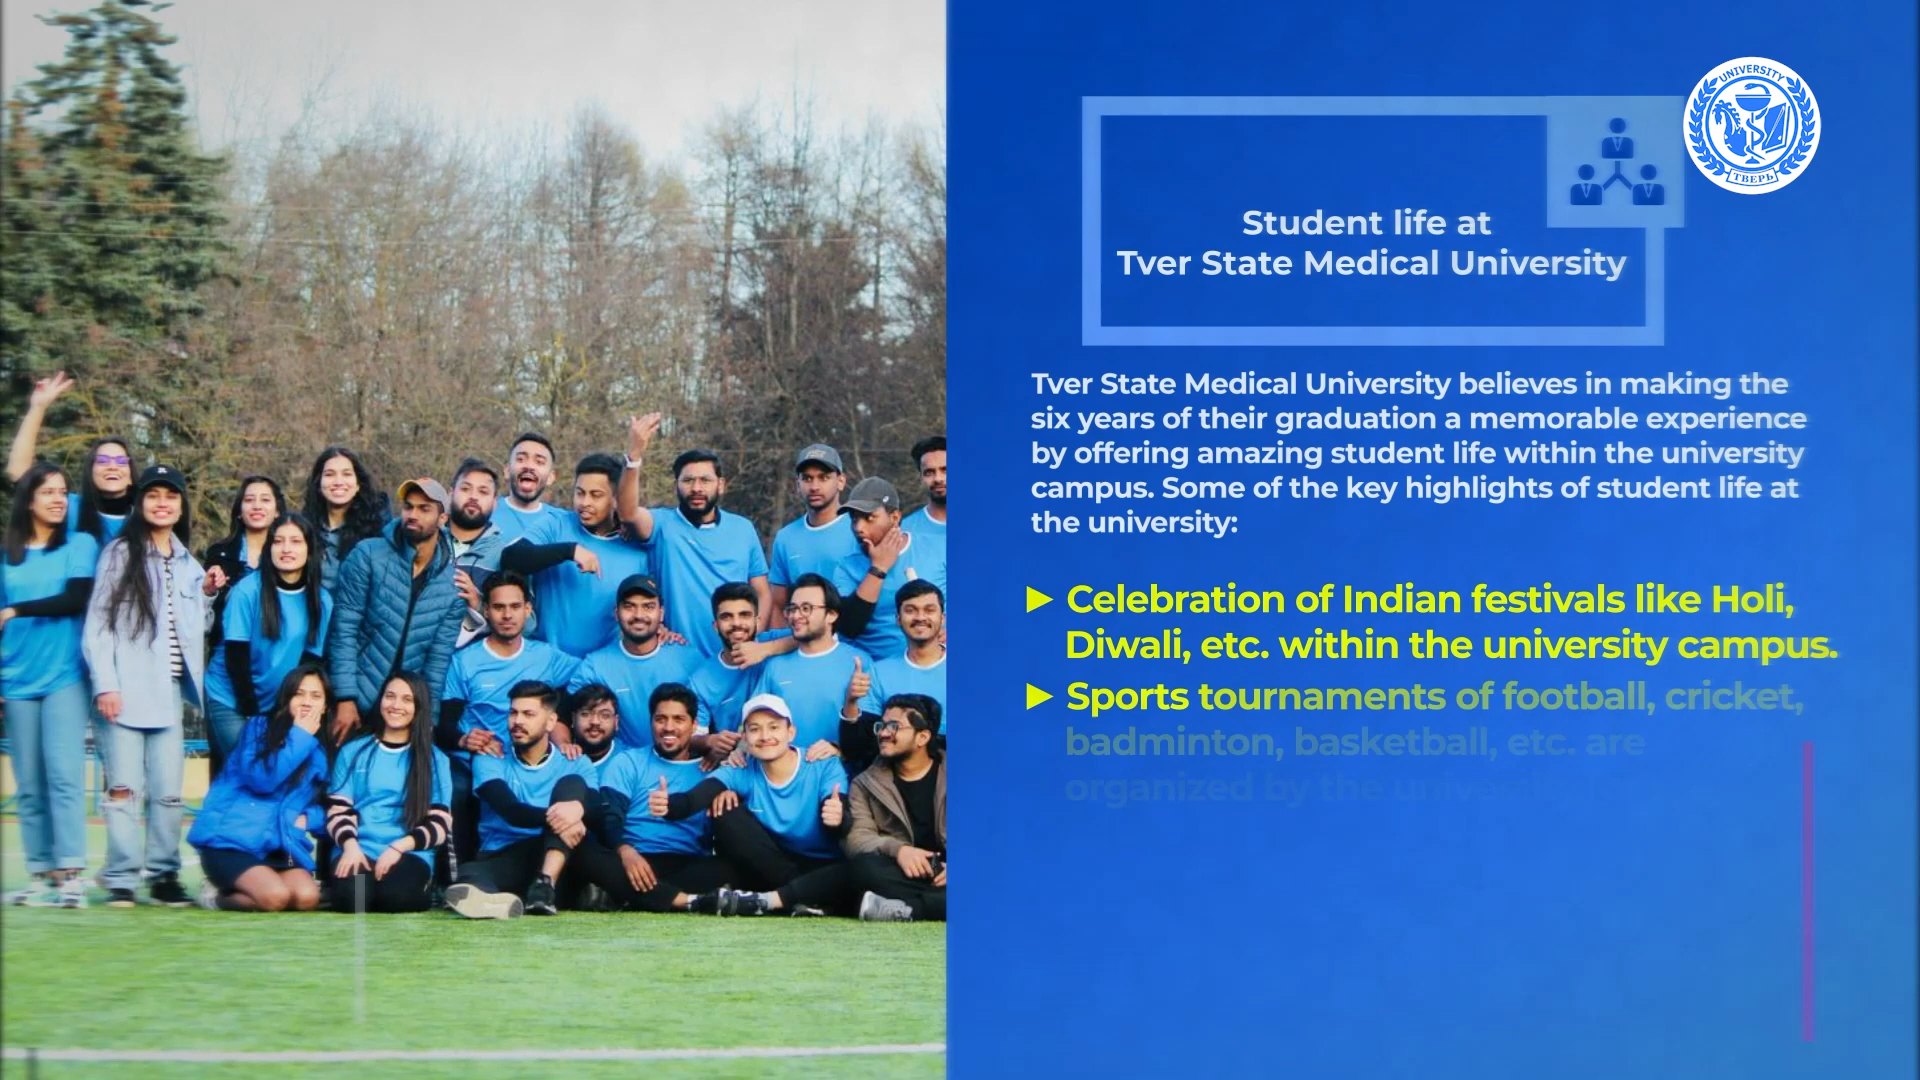 UNIVERSITY
ТВЕРЬ
Student life at
Tver State Medical University
Tver State Medical University believes in making the
six years of their graduation a memorable experience
by offering amazing student life within the university
campus. Some of the key highlights of student life at
the university:
► Celebration of Indian festivals like Holi,
Diwali, etc. within the university campus.
► Sports tournaments of football, cricket,
badminton, basketball, etc. are
organized by the